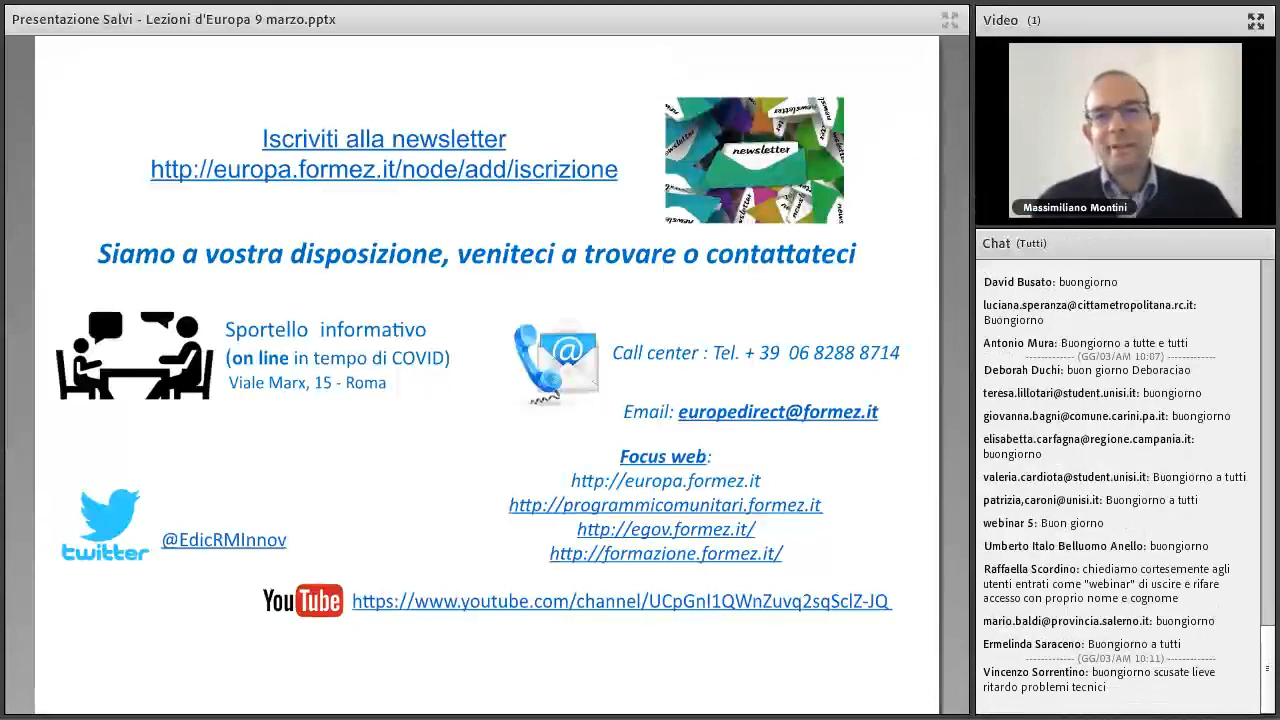 Presentazione Salvi - Lezioni d'Europa 9 marzo.pptx
Iscriviti alla newsletter
http://europa.formez.it/node/add/iscrizione
newsletter
Siamo a vostra disposizione, veniteci a trovare o contattateci
Sportello informativo
(on line in tempo di COVID)
Viale Marx, 15 - Roma
Call center : Tel. + 39 06 8288 8714
Email: europedirect@formez.it
Focus web:
http://europa.formez.it
http://programmicomunitari.formez.it
http://egov.formez.it/
http://formazione.formez.it/
twitter
@EdicRMInnov
YouTube
https://www.youtube.com/channel/UCpGnI1QWnZuvq2sqSclZ-JQ
Video (1)
Massimiliano Montini
Chat (Tutti)
David Busato: buongiorno
luciana.speranza@cittametropolitana.rc.it:
Buongiorno
Antonio Mura: Buongiorno a tutte e tutti
------------- (GG/03/AM 10:07) -------------
Deborah Duchi: buon giorno Deboraciao
teresa.lillotari@student.unisi.it: buongiorno
giovanna.bagni@comune.carini.pa.it: buongiorno
elisabetta.carfagna@regione.campania.it:
buongiorno
valeria.cardiota@student.unisi.it: Buongiorno a tutti
patrizia,caroni@unisi.it: Buongiorno a tutti
webinar 5: Buon giorno
Umberto Italo Belluomo Anello: buongiorno
Raffaella Scordino: chiediamo cortesemente agli
utenti entrati come "webinar" di uscire e rifare
accesso con proprio nome e cognome
mario.baldi@provincia.salerno.it: buongiorno
Ermelinda Saraceno: Buongiorno a tutti
------------- (GG/03/AM 10:11) -------------
Vincenzo Sorrentino: buongiorno scusate lieve
ritardo problemi tecnici